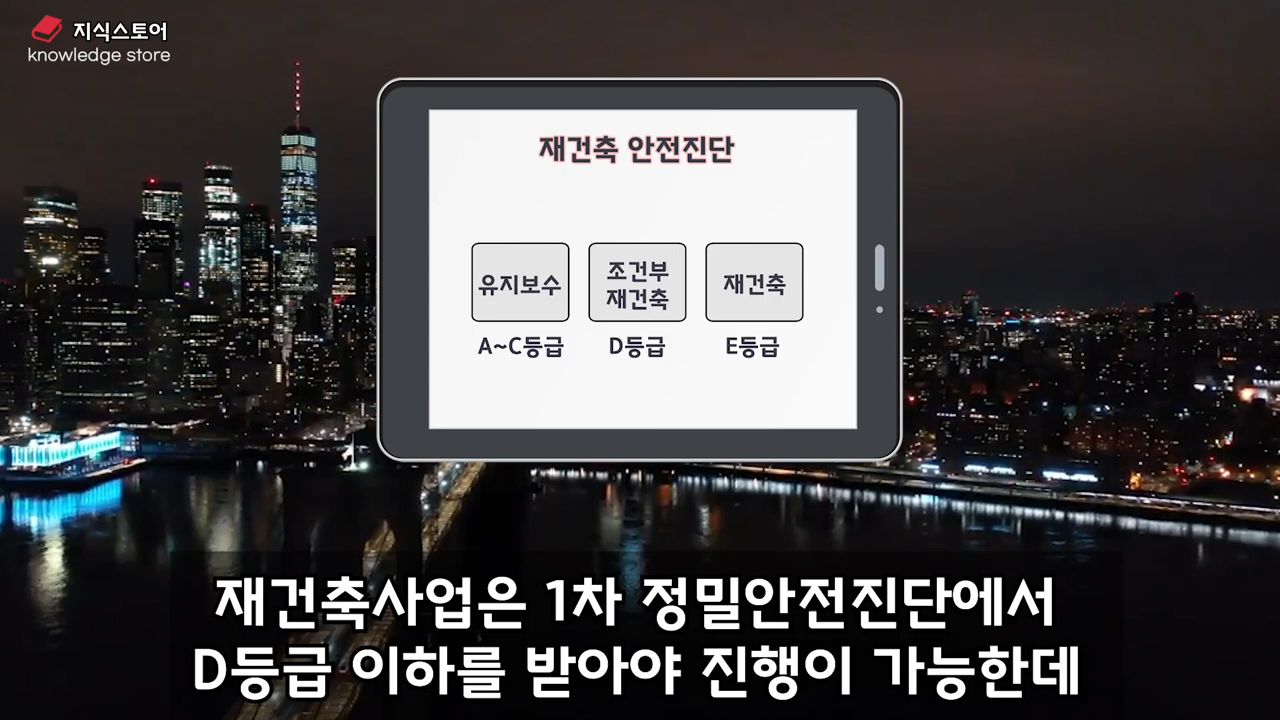 지식스토어
knowledge store
재건축 안전진단
유지보수
조건부
재건축
재건축
A~C등급
D등급
E등급
재건축사업은 1차 정밀안전진단에서
D등급 이하를 받아야 진행이 가능한데